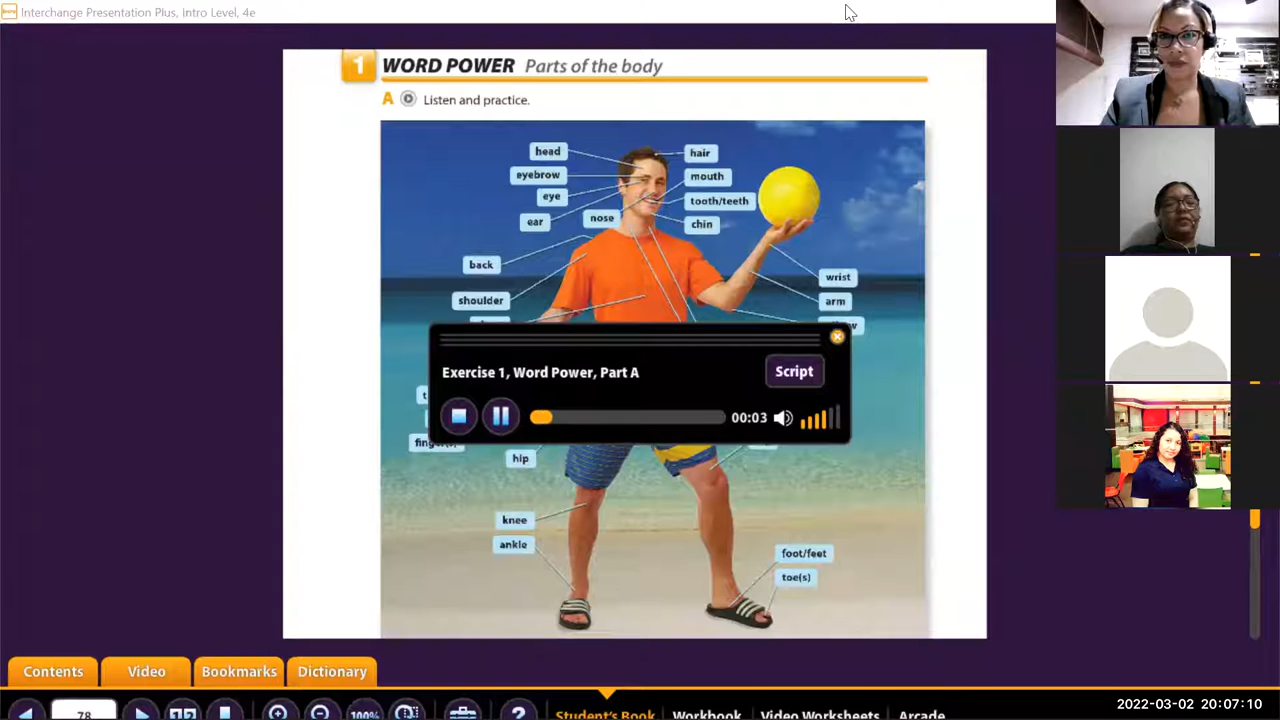 Interchange Presentation Plus, Intro Level, 4e
1 WORD POWER Parts of the body
A Listen and practice.
head
hair
eyebrow
mouth
eye
tooth/teeth
ear
nose
chin
back
wrist
shoulder
arm
Exercise 1, Word Power, Part A
Script
00:03
hip
knee
ankle
foot/feet
toe(s)
Contents Video Bookmarks Dictionary
78
100%
?
Student's Book Workbook Video Worksheets Arcade
2022-03-02 20:07:10